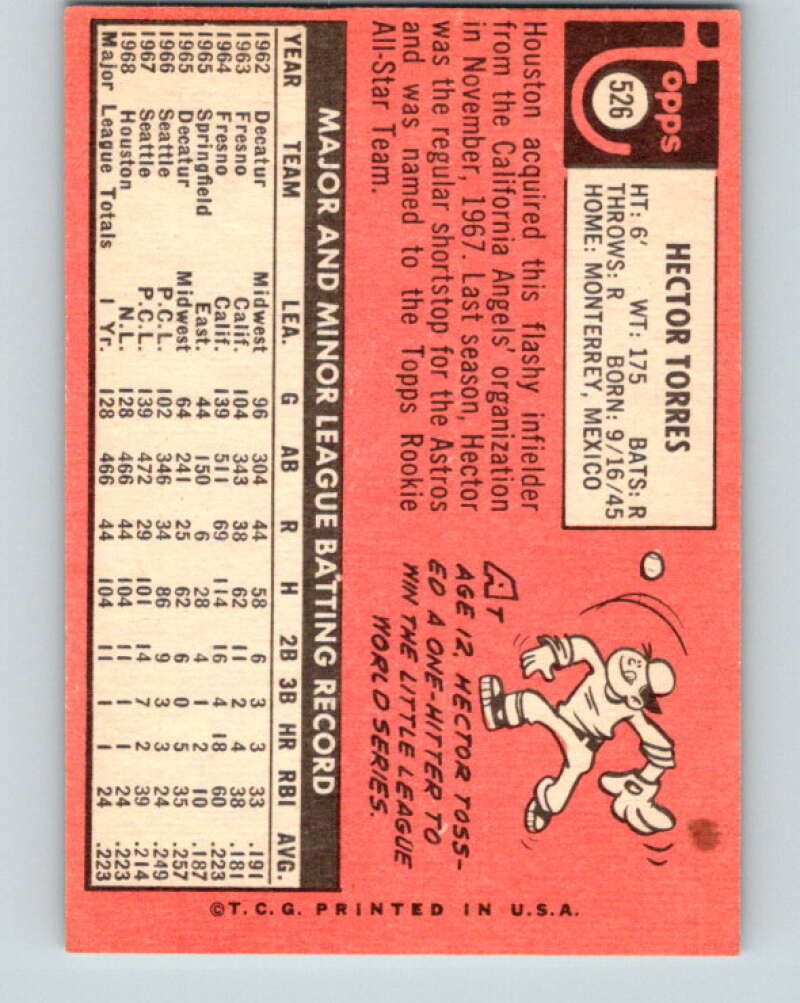 Topps
526
HECTOR TORRES
HT: 6' WT: 175 BATS: R
THROWS: R BORN: 9/16/45
HOME: MONTERREY, MEXICO
Houston acquired this flashy infielder
from the California Angels' organization
in November, 1967. Last season, Hector
was the regular shortstop for the Astros
and was named to the Topps Rookie
All-Star Team.
AT
AGE 12, HECTOR TOSS-
ED A ONE-HITTER TO
WIN THE LITTLE LEAGUE
WORLD SERIES.
MAJOR AND MINOR LEAGUE BATTING RECORD
YEAR TEAM LEA. G AB R H 2B 3B HR RBI AVG.
1962 Decatur Midwest 96 304 44 58 6 3 3 33 .191
1963 Fresno Calif. 104 343 38 62 11 2 4 38 .181
1964 Fresno Calif. 139 511 69 114 16 4 18 60 .223
1965 Springfield East. 44 150 6 28 4 1 2 10 .187
1965 Decatur Midwest 64 241 25 62 6 0 5 35 .257
1966 Seattle P.C.L. 102 346 34 86 9 3 3 24 .249
1967 Seattle P.C.L. 139 472 29 101 14 7 2 39 .214
1968 Houston N.L. 128 466 44 104 11 1 1 24 .223
Major League Totals 1 Yr. 128 466 44 104 11 1 1 24 .223
©T.C.G. PRINTED IN U.S.A.